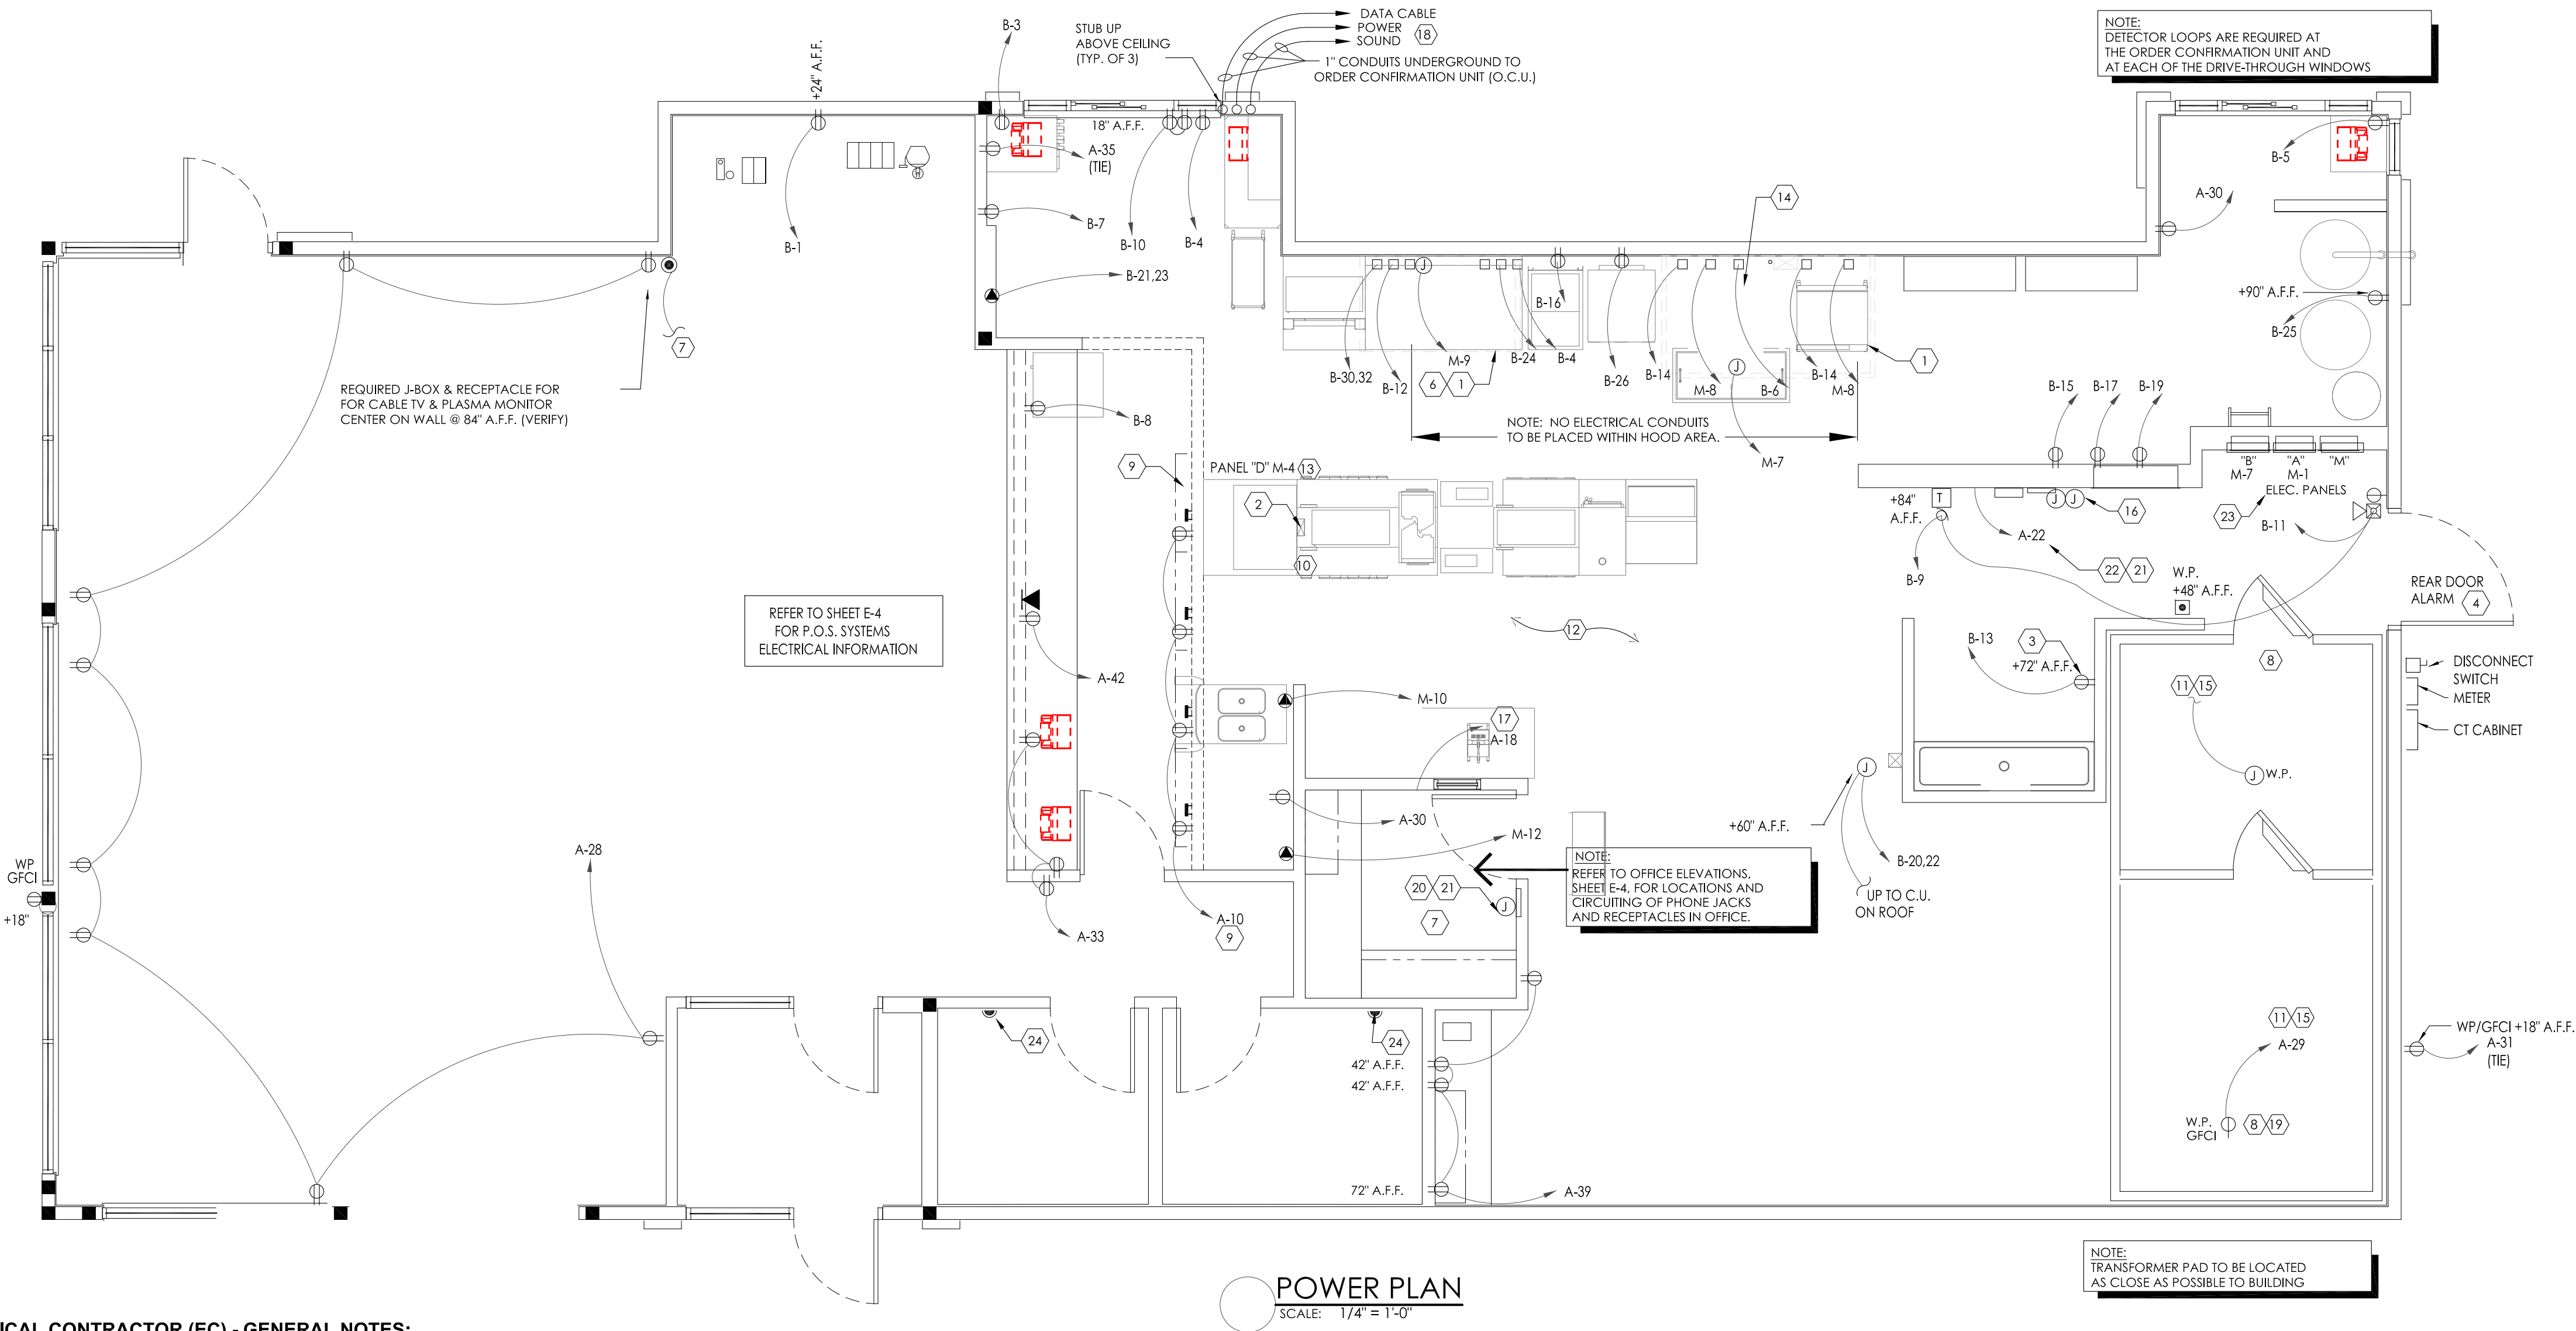 B-3
STUB UP
ABOVE CEILING
(TYP. OF 3)
DATA CABLE
POWER
SOUND
18
1" CONDUITS UNDERGROUND TO
ORDER CONFIRMATION UNIT (O.C.U.)
NOTE:
DETECTOR LOOPS ARE REQUIRED AT
THE ORDER CONFIRMATION UNIT AND
AT EACH OF THE DRIVE-THROUGH WINDOWS
+24" A.F.F.
18" A.F.F.
A-35
(TIE)
B-7
B-1
B-10
B-4
B-21,23
14
B-5
A-30
+90" A.F.F.
B-25
7
REQUIRED J-BOX & RECEPTACLE FOR
FOR CABLE TV & PLASMA MONITOR
CENTER ON WALL @ 84" A.F.F. (VERIFY)
J
B-16
B-30,32
B-12
M-9
6
1
B-24
B-4
B-26
B-14
M-8
J
B-6
B-14
M-8
1
B-8
NOTE: NO ELECTRICAL CONDUITS
TO BE PLACED WITHIN HOOD AREA.
M-7
B-15
B-17
B-19
9
PANEL "D" M-4
13
2
10
"B"
M-7
"A"
M-1
"M"
ELEC. PANELS
23
+84"
A.F.F.
T
J
J
16
B-11
A-22
22
21
B-9
W.P.
+48" A.F.F.
REAR DOOR
ALARM
4
REFER TO SHEET E-4
FOR P.O.S. SYSTEMS
ELECTRICAL INFORMATION
12
B-13
3
+72" A.F.F.
8
DISCONNECT
SWITCH
METER
CT CABINET
A-42
M-10
17
A-18
11
15
J
W.P.
J
+60" A.F.F.
B-20,22
UP TO C.U.
ON ROOF
A-30
M-12
A-28
WP
GFCI
+18"
NOTE:
REFER TO OFFICE ELEVATIONS,
SHEET E-4, FOR LOCATIONS AND
CIRCUITING OF PHONE JACKS
AND RECEPTACLES IN OFFICE.
20
21
J
7
A-10
9
A-33
24
24
42" A.F.F.
42" A.F.F.
72" A.F.F.
A-39
11
15
A-29
W.P.
GFCI
8
19
WP/GFCI +18" A.F.F.
A-31
(TIE)
NOTE:
TRANSFORMER PAD TO BE LOCATED
AS CLOSE AS POSSIBLE TO BUILDING
POWER PLAN
SCALE: 1/4" = 1'-0"
ICAL CONTRACTOR (EC) - GENERAL NOTES: